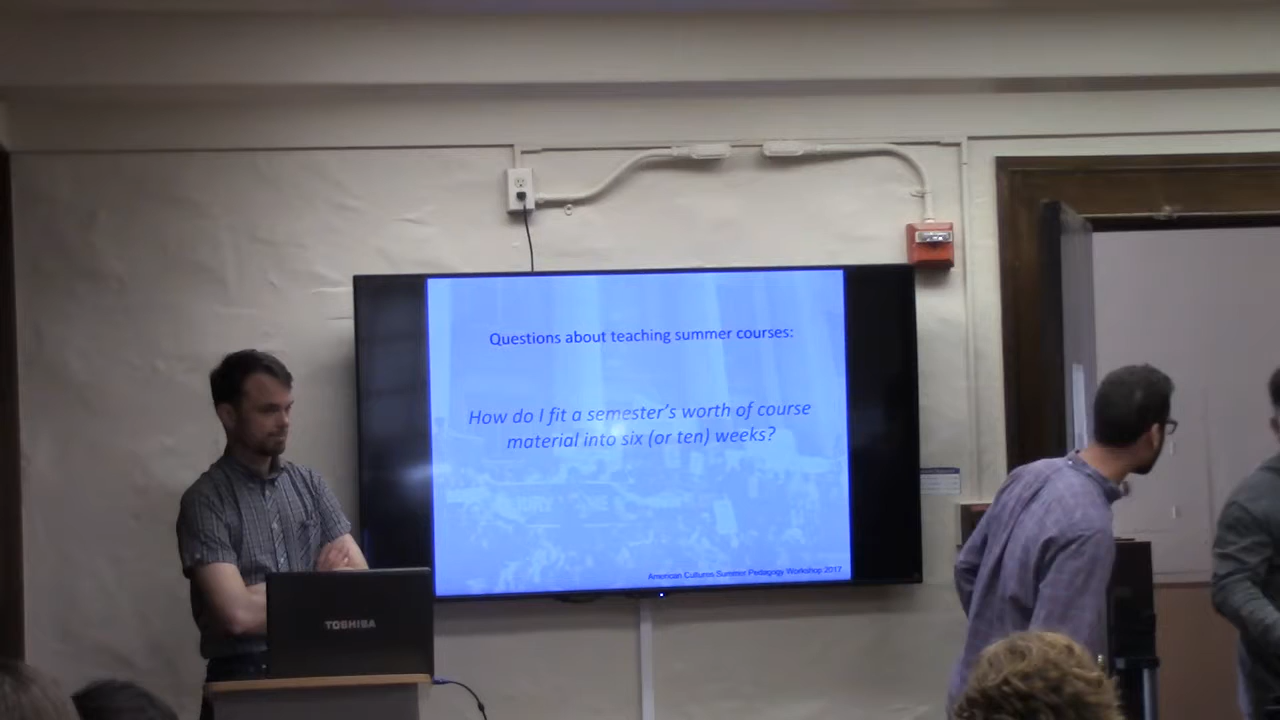 Questions about teaching summer courses:
How do I fit a semester's worth of course
material into six (or ten) weeks?
American Cultures Summer Pedagogy Workshop 2017
TOSHIBA